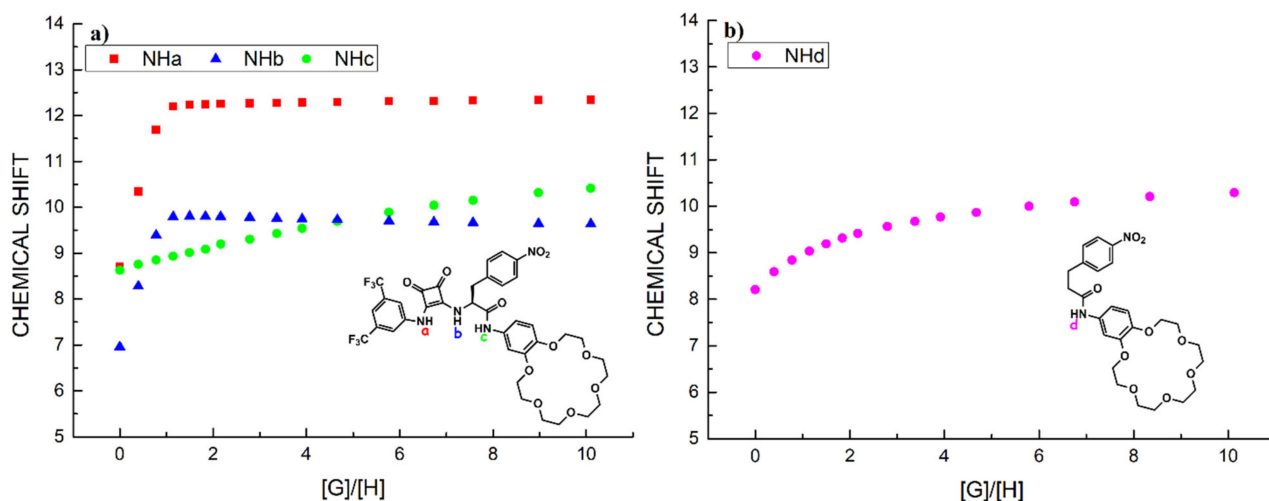 a)
NHa NHb NHc
CHEMICAL SHIFT
14
13
12
11
10
9
8
7
6
5
0 2 4 6 8 10
[G]/[H]
NO₂
F₃C
O O
O
N
H
NH
a
b
NH
c
F₃C
O
O
O
O
O
O
b)
NHd
CHEMICAL SHIFT
14
13
12
11
10
9
8
7
6
5
0 2 4 6 8 10
[G]/[H]
NO₂
O
NH
d
O
O
O
O
O
O